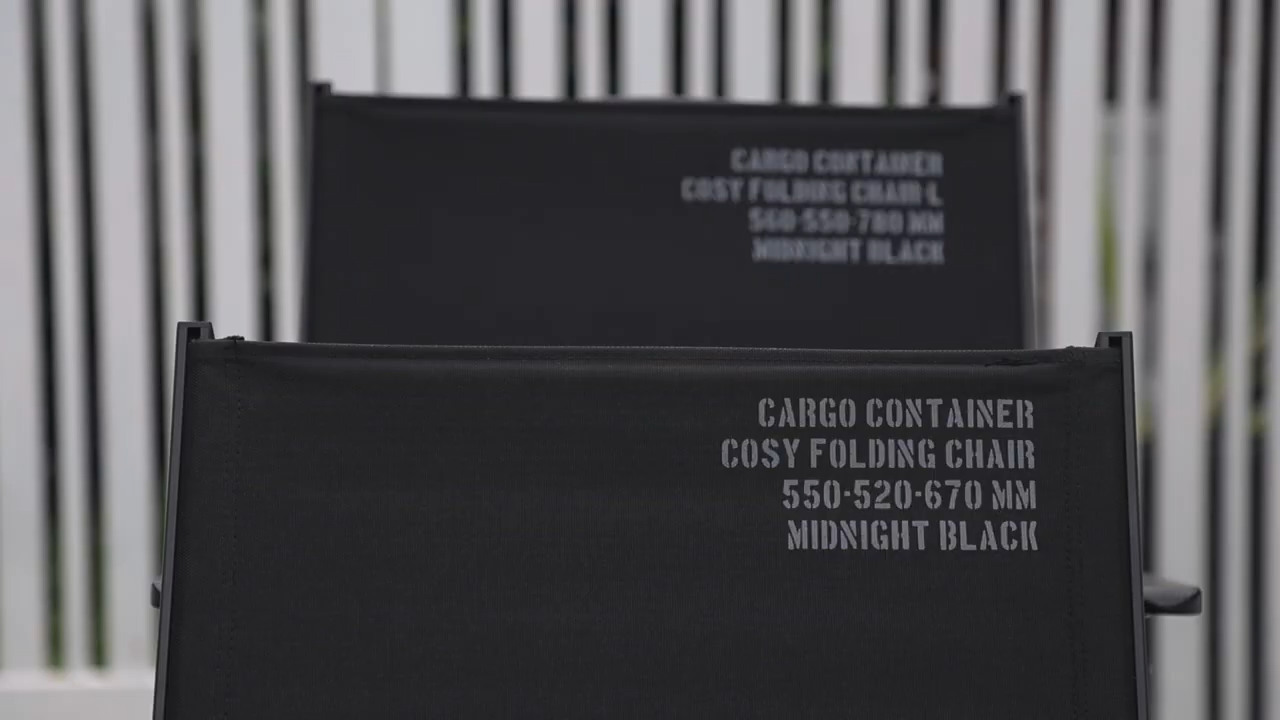 CARGO CONTAINER
COSY FOLDING CHAIR-L
560-550-780 MM
MIDNIGHT BLACK
CARGO CONTAINER
COSY FOLDING CHAIR
550-520-670 MM
MIDNIGHT BLACK